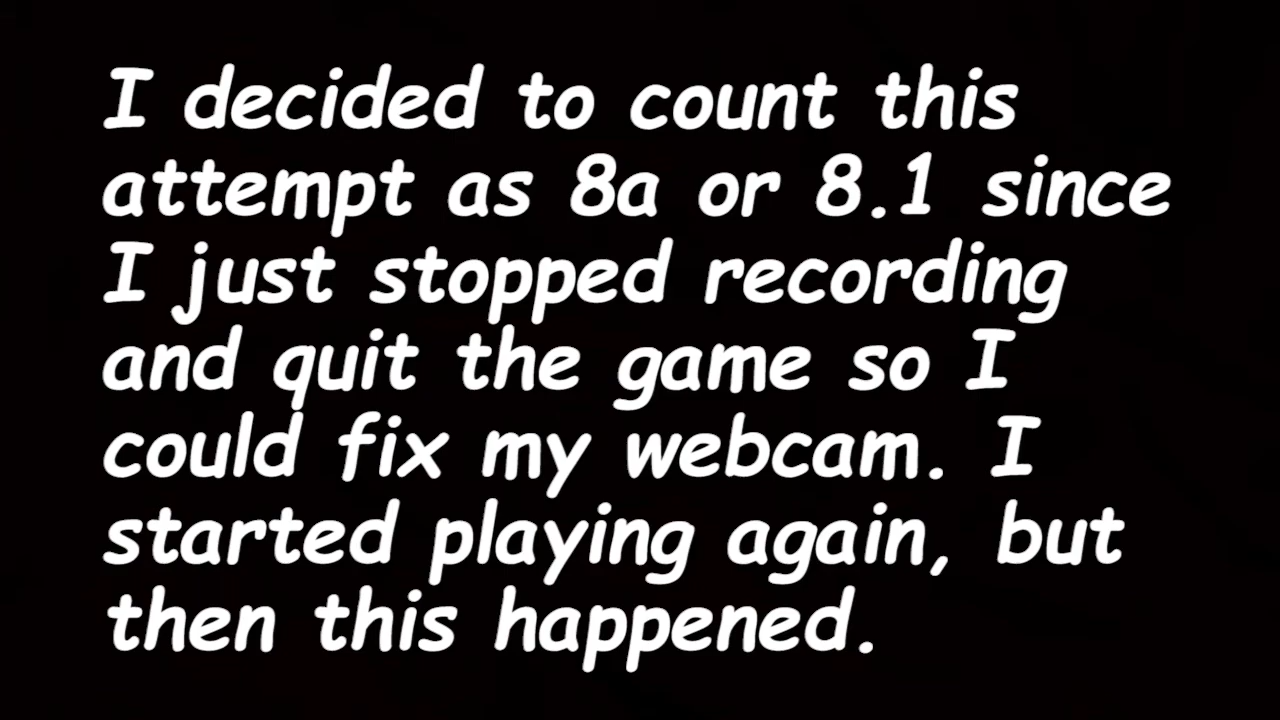 I decided to count this
attempt as 8a or 8.1 since
I just stopped recording
and quit the game so I
could fix my webcam. I
started playing again, but
then this happened.